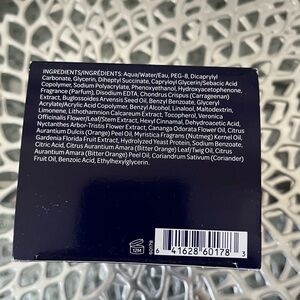 INGREDIENTS/INGRÉDIENTS: Aqua/Water/Eau, PEG-8, Dicaprylyl
Carbonate, Glycerin, Diheptyl Succinate, Capryloyl Glycerin/Sebacic Acid
Copolymer, Sodium Polyacrylate, Phenoxyethanol, Hydroxyacetophenone,
Fragrance (Parfum), Disodium EDTA, Chondrus Crispus (Carrageenan)
Extract, Buglossoides Arvensis Seed Oil, Benzyl Benzoate, Glyceryl
Acrylate/Acrylic Acid Copolymer, Benzyl Alcohol, Linalool, Maltodextrin,
Limonene, Lithothamnion Calcareum Extract, Tocopherol, Veronica
Officinalis Flower/Leaf/Stem Extract, Hexyl Cinnamal, Dehydroacetic Acid,
Nyctanthes Arbor-Tristis Flower Extract, Cananga Odorata Flower Oil, Citrus
Aurantium Dulcis (Orange) Peel Oil, Myristica Fragrans (Nutmeg) Kernel Oil,
Gardenia Florida Fruit Extract, Hydrolyzed Yeast Protein, Sodium Benzoate,
Citric Acid, Citrus Aurantium Amara (Bitter Orange) Leaf/Twig Oil, Citrus
Aurantium Amara (Bitter Orange) Peel Oil, Coriandrum Sativum (Coriander)
Fruit Oil, Benzoic Acid, Ethylhexylglycerin.
12M
60178
6 41628 60178 3